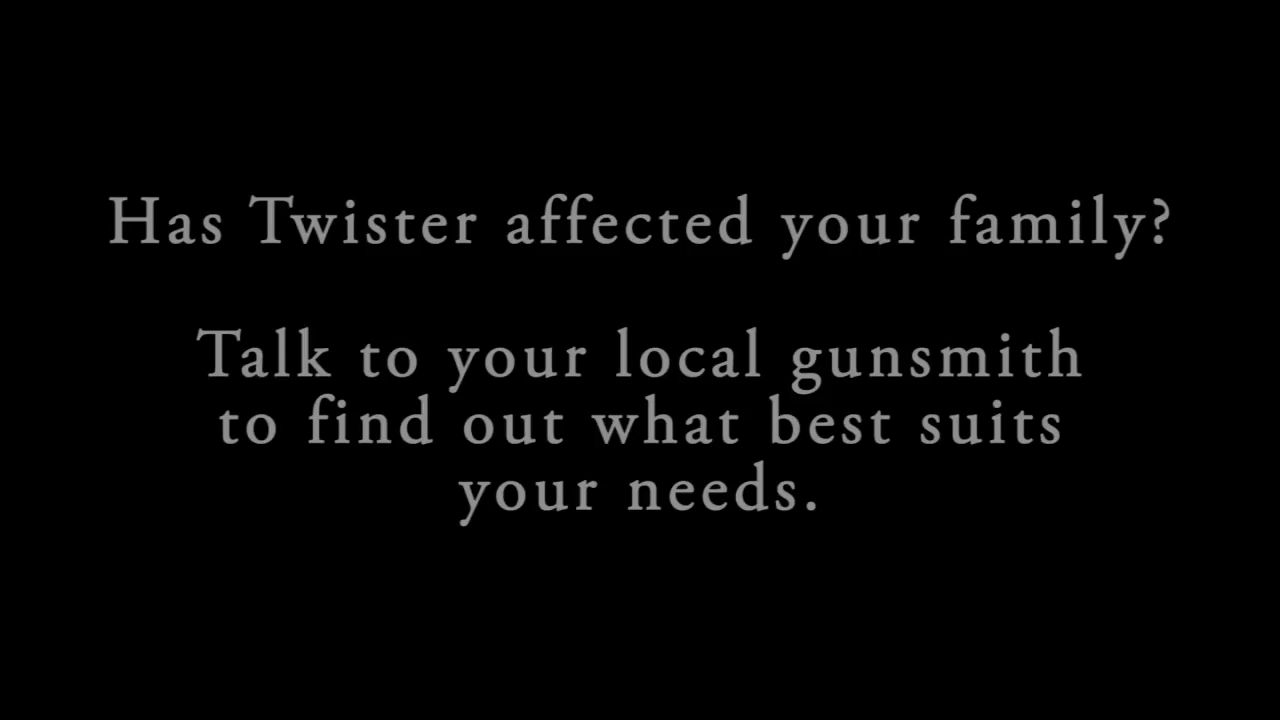 Has Twister affected your family?
Talk to your local gunsmith
to find out what best suits
your needs.